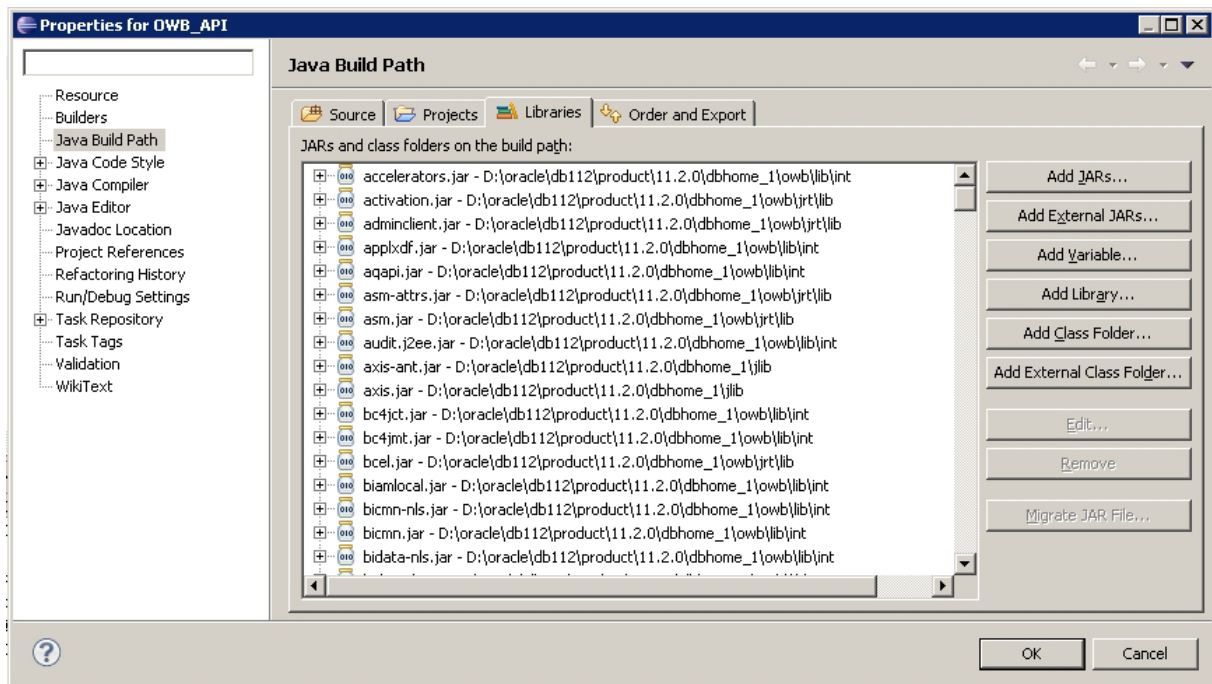 Properties for OWB_API
Java Build Path
Resource
Builders
Java Build Path
Java Code Style
Java Compiler
Java Editor
Javadoc Location
Project References
Refactoring History
Run/Debug Settings
Task Repository
Task Tags
Validation
WikiText
Source Projects Libraries Order and Export
JARs and class folders on the build path:
accelerators.jar - D:\oracle\db112\product\11.2.0\dbhome_1\owb\lib\int
activation.jar - D:\oracle\db112\product\11.2.0\dbhome_1\owb\jrt\lib
adminclient.jar - D:\oracle\db112\product\11.2.0\dbhome_1\owb\jrt\lib
applxdf.jar - D:\oracle\db112\product\11.2.0\dbhome_1\owb\lib\int
aqapi.jar - D:\oracle\db112\product\11.2.0\dbhome_1\owb\lib\int
asm-attrs.jar - D:\oracle\db112\product\11.2.0\dbhome_1\owb\jrt\lib
asm.jar - D:\oracle\db112\product\11.2.0\dbhome_1\owb\jrt\lib
audit.j2ee.jar - D:\oracle\db112\product\11.2.0\dbhome_1\owb\lib\int
axis-ant.jar - D:\oracle\db112\product\11.2.0\dbhome_1\jlib
axis.jar - D:\oracle\db112\product\11.2.0\dbhome_1\jlib
bc4jct.jar - D:\oracle\db112\product\11.2.0\dbhome_1\owb\lib\int
bc4jmt.jar - D:\oracle\db112\product\11.2.0\dbhome_1\owb\lib\int
bcel.jar - D:\oracle\db112\product\11.2.0\dbhome_1\owb\jrt\lib
biamlocal.jar - D:\oracle\db112\product\11.2.0\dbhome_1\owb\lib\int
bicmn-nls.jar - D:\oracle\db112\product\11.2.0\dbhome_1\owb\lib\int
bicmn.jar - D:\oracle\db112\product\11.2.0\dbhome_1\owb\lib\int
bidata-nls.jar - D:\oracle\db112\product\11.2.0\dbhome_1\owb\lib\int
Add JARs...
Add External JARs...
Add Variable...
Add Library...
Add Class Folder...
Add External Class Folder...
Edit...
Remove
Migrate JAR File...
OK Cancel